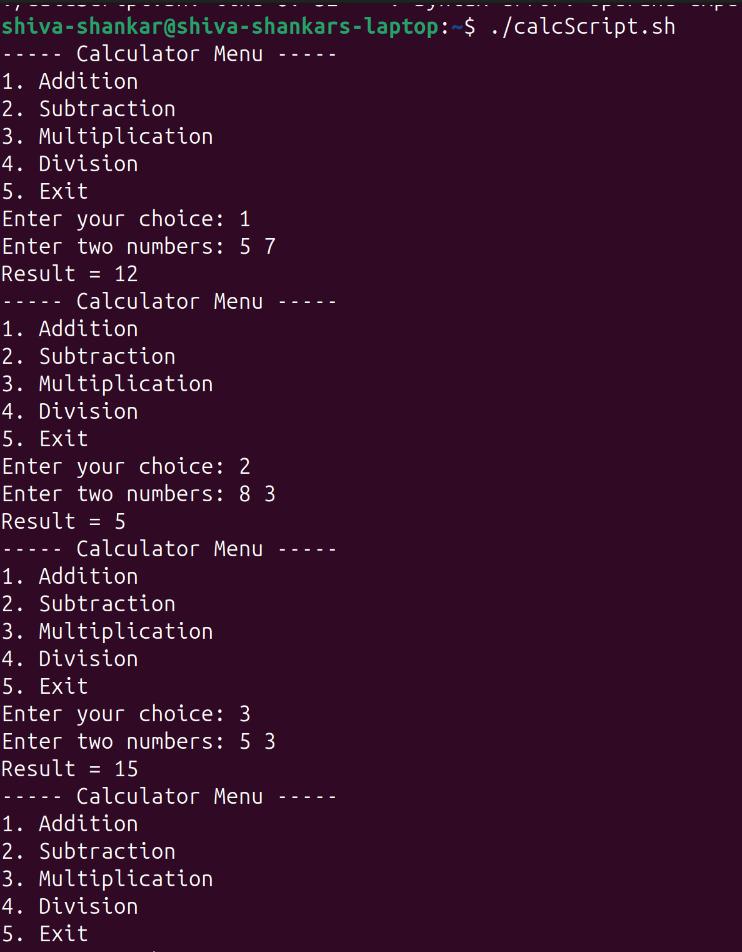 shiva-shankar@shiva-shankars-laptop:~$ ./calcScript.sh
----- Calculator Menu -----
1. Addition
2. Subtraction
3. Multiplication
4. Division
5. Exit
Enter your choice: 1
Enter two numbers: 5 7
Result = 12
----- Calculator Menu -----
1. Addition
2. Subtraction
3. Multiplication
4. Division
5. Exit
Enter your choice: 2
Enter two numbers: 8 3
Result = 5
----- Calculator Menu -----
1. Addition
2. Subtraction
3. Multiplication
4. Division
5. Exit
Enter your choice: 3
Enter two numbers: 5 3
Result = 15
----- Calculator Menu -----
1. Addition
2. Subtraction
3. Multiplication
4. Division
5. Exit